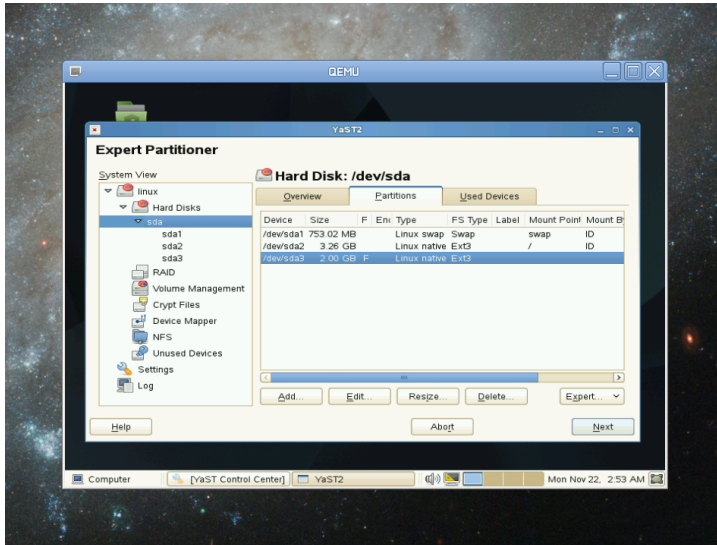 QEMU
YaST2
Expert Partitioner
System View
linux
Hard Disks
sda
sda1
sda2
sda3
RAID
Volume Management
Crypt Files
Device Mapper
NFS
Unused Devices
Settings
Log
Hard Disk: /dev/sda
Overview Partitions Used Devices
Device Size F Enc Type FS Type Label Mount Point Mount B
/dev/sda1 753.02 MB Linux swap Swap swap ID
/dev/sda2 3.26 GB Linux native Ext3 / ID
/dev/sda3 2.00 GB F Linux native Ext3
Add... Edit... Resize... Delete... Expert...
Help Abort Next
Computer [YaST Control Center] YaST2 Mon Nov 22, 2:53 AM